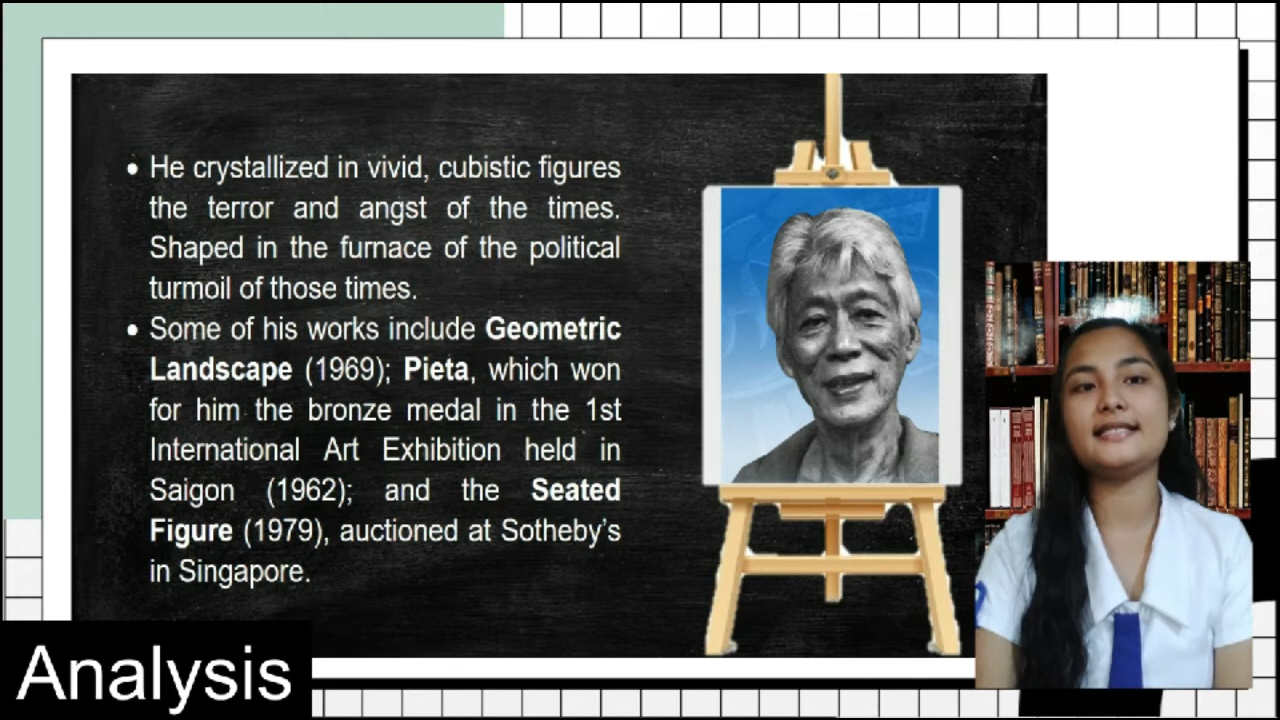 • He crystallized in vivid, cubistic figures
the terror and angst of the times.
Shaped in the furnace of the political
turmoil of those times.
• Some of his works include Geometric
Landscape (1969); Pieta, which won
for him the bronze medal in the 1st
International Art Exhibition held in
Saigon (1962); and the Seated
Figure (1979), auctioned at Sotheby's
in Singapore.
Analysis